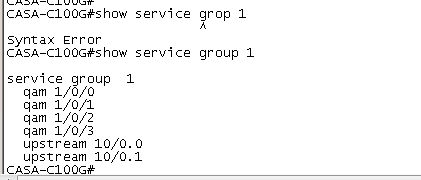 CASA-C100G#
CASA-C100G#show service grop 1
^
Syntax Error
CASA-C100G#show service group 1
service group  1
  qam 1/0/0
  qam 1/0/1
  qam 1/0/2
  qam 1/0/3
  upstream 10/0.0
  upstream 10/0.1
CASA-C100G#